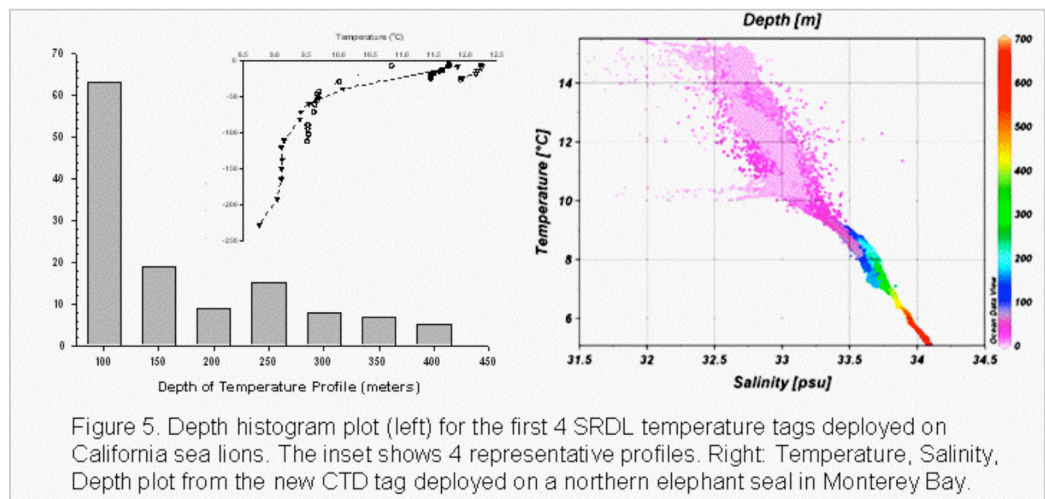 Depth [m]
Temperature (°C)
8.5 9.0 9.5 10.0 10.5 11.0 11.5 12.0 12.5
0
-50
-100
-150
-200
-250
70
60
50
40
30
20
10
0
100 150 200 250 300 350 400 450
Depth of Temperature Profile (meters)
Temperature [°C]
14
12
10
8
6
31.5 32 32.5 33 33.5 34 34.5
Salinity [psu]
700
600
500
400
300
200
100
0
Ocean Data View
Figure 5. Depth histogram plot (left) for the first 4 SRDL temperature tags deployed on
California sea lions. The inset shows 4 representative profiles. Right: Temperature, Salinity,
Depth plot from the new CTD tag deployed on a northern elephant seal in Monterey Bay.